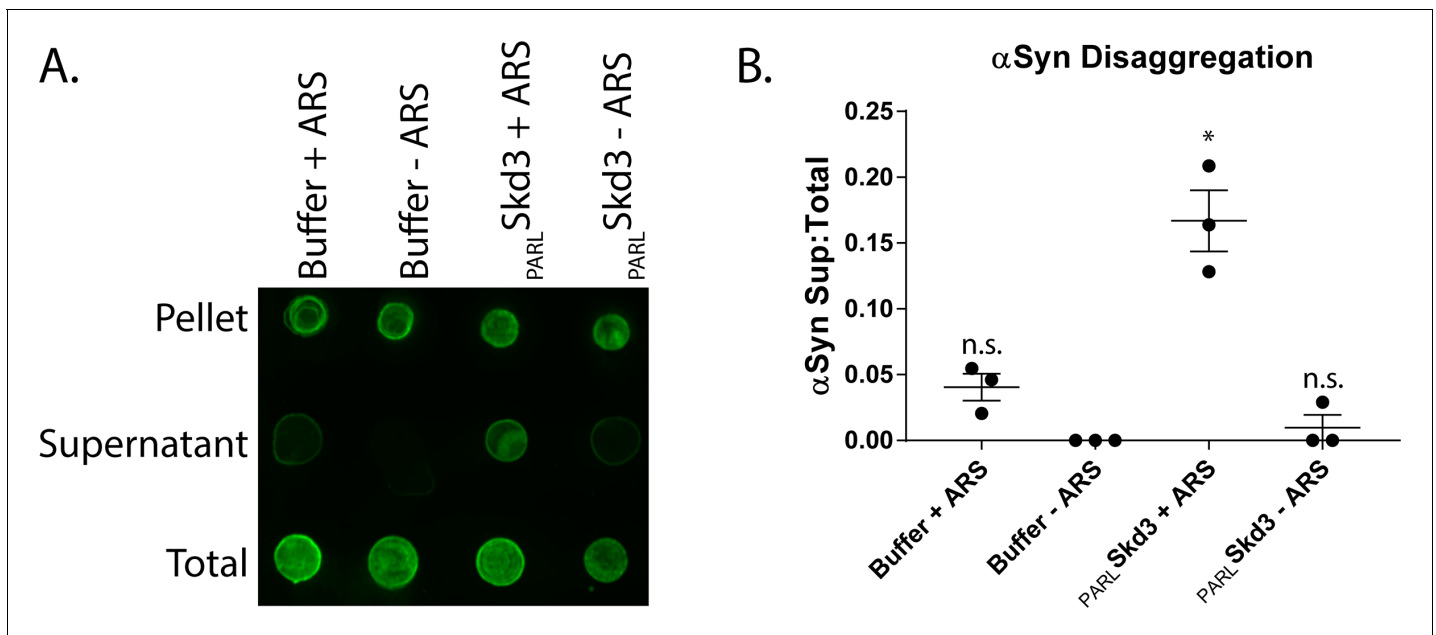 A.
Buffer + ARS
Buffer - ARS
PARLSkd3 + ARS
PARLSkd3 - ARS
Pellet
Supernatant
Total
B.
αSyn Disaggregation
αSyn Sup:Total
0.25
0.20
0.15
0.10
0.05
0.00
n.s.
*
n.s.
Buffer + ARS
Buffer - ARS
PARLSkd3 + ARS
PARLSkd3 - ARS